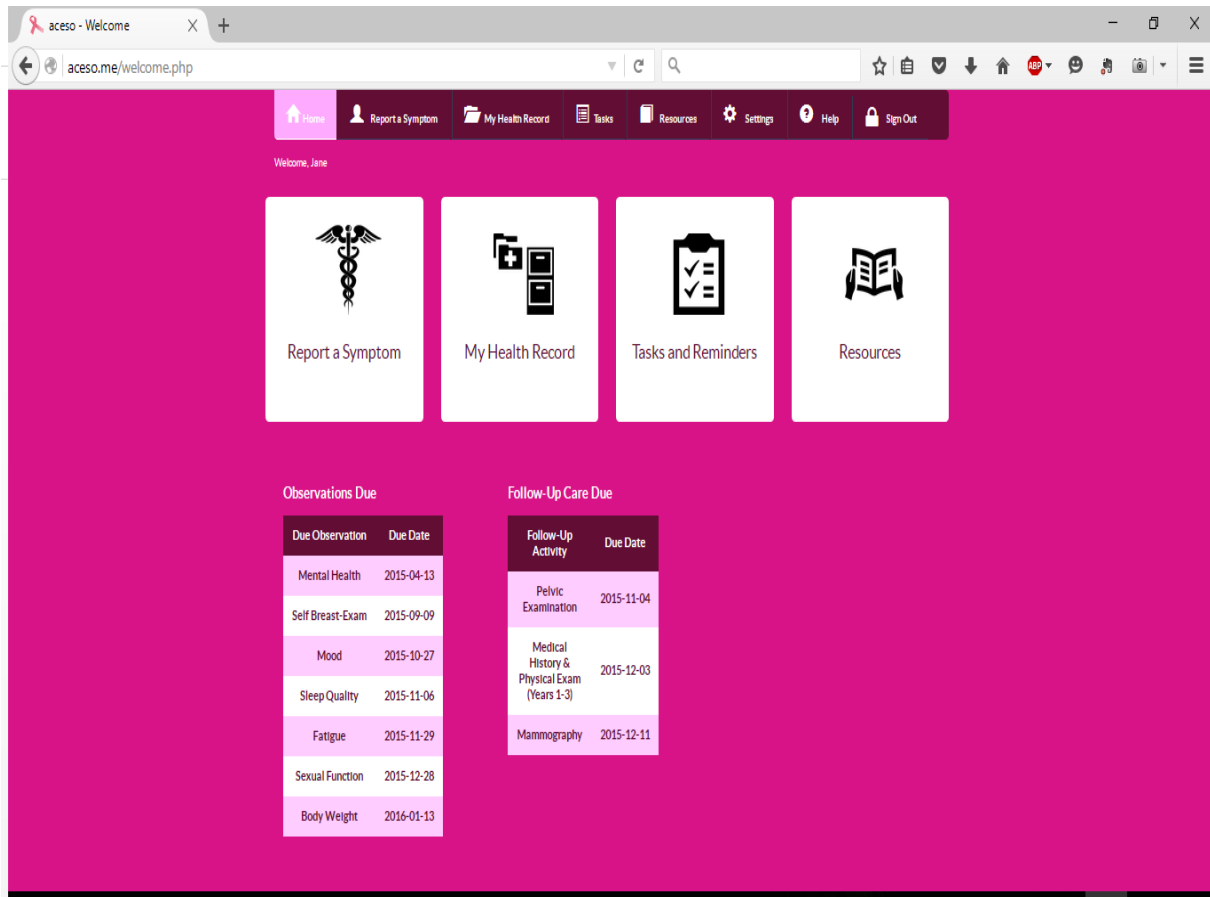 aceso - Welcome
aceso.me/welcome.php
ABP
Home Report a Symptom My Health Record Tasks Resources Settings Help Sign Out
Welcome, Jane
Report a Symptom My Health Record Tasks and Reminders Resources
Observations Due
Due Observation Due Date
Mental Health 2015-04-13
Self Breast-Exam 2015-09-09
Mood 2015-10-27
Sleep Quality 2015-11-06
Fatigue 2015-11-29
Sexual Function 2015-12-28
Body Weight 2016-01-13
Follow-Up Care Due
Follow-Up
Activity
Due Date
Pelvic
Examination
2015-11-04
Medical
History &
Physical Exam
(Years 1-3)
2015-12-03
Mammography 2015-12-11